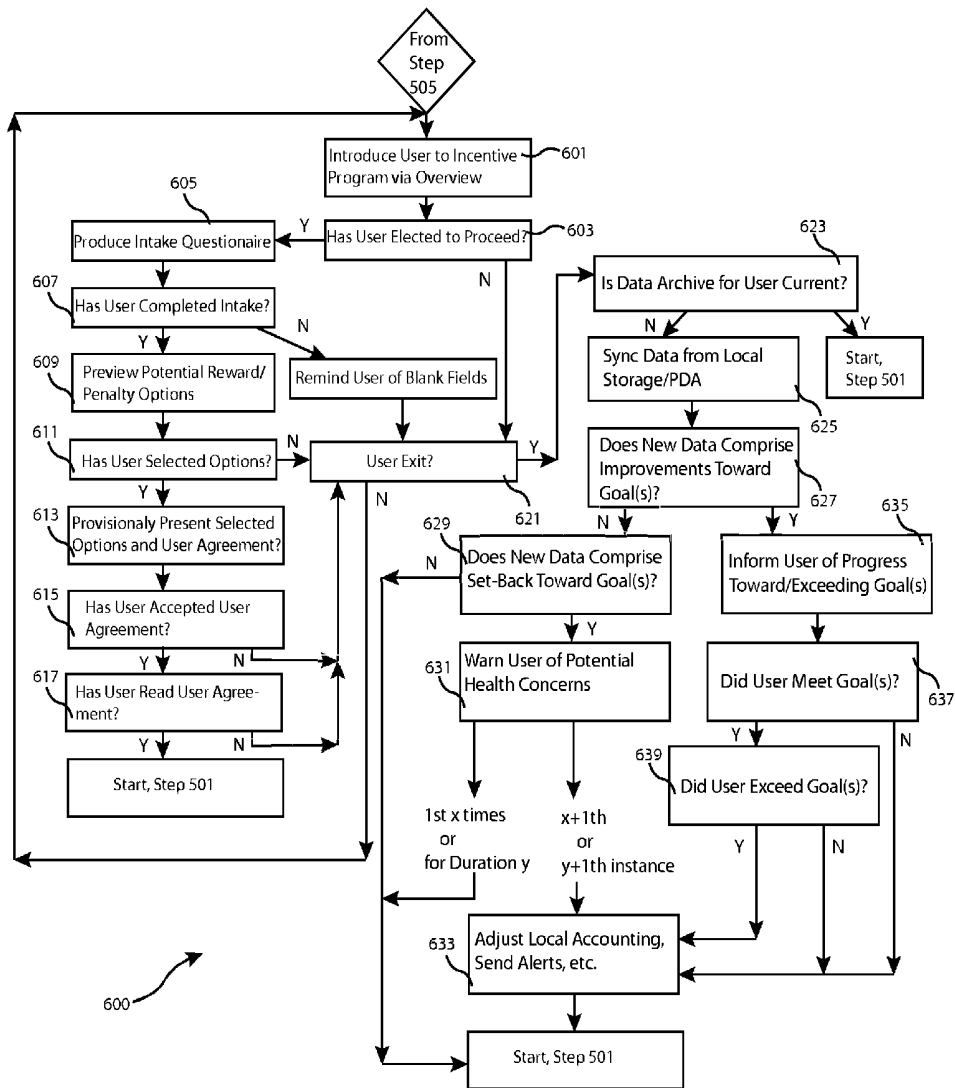 From
Step
505
Introduce User to Incentive
Program via Overview
601
605
Y
Has User Elected to Proceed?
603
Produce Intake Questionaire
N
623
Is Data Archive for User Current?
607
Has User Completed Intake?
N
N
Y
Y
609
Preview Potential Reward/
Penalty Options
Remind User of Blank Fields
Sync Data from Local
Storage/PDA
Start,
Step 501
625
611
Has User Selected Options?
N
User Exit?
Y
Does New Data Comprise
Improvements Toward
Goal(s)?
627
Y
N
621
N
Y
635
613
Provisionaly Present Selected
Options and User Agreement?
629
N
Does New Data Comprise
Set-Back Toward Goal(s)?
Inform User of Progress
Toward/Exceeding Goal(s)
615
Has User Accepted User
Agreement?
Y
Y
N
631
Warn User of Potential
Health Concerns
Did User Meet Goal(s)?
637
617
Has User Read User Agree-
ment?
Y
N
Y
N
639
Start, Step 501
Did User Exceed Goal(s)?
1st x times
or
for Duration y
x+1th
or
y+1th instance
Y
N
633
Adjust Local Accounting,
Send Alerts, etc.
600
Start, Step 501